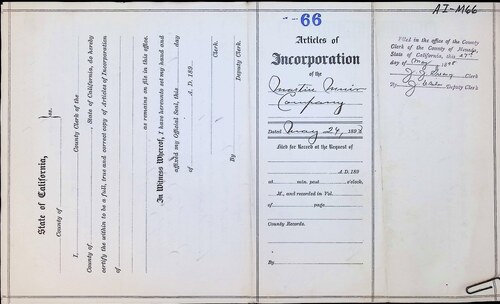 State of California,
County of
ss.
I, County Clerk of the
County of , State of California, do hereby
certify the within to be a full, true and correct copy of Articles of Incorporation
of
as remains on file in this office.
In Witness Whereof, I have hereunto set my hand and
affixed my Official Seal, this day
of A. D. 189
County Clerk.
By
Deputy Clerk.
66
Articles of
Incorporation
of the
Company
Dated May 24, 189
Filed for Record at the Request of
A.D. 189
at min. past o'clock,
M., and recorded in Vol.
of page
County Records.
By
AI-M66
Filed in the office of the County
Clerk of the County of
State of California, this 27th
day of May
Clerk
By Deputy Clerk